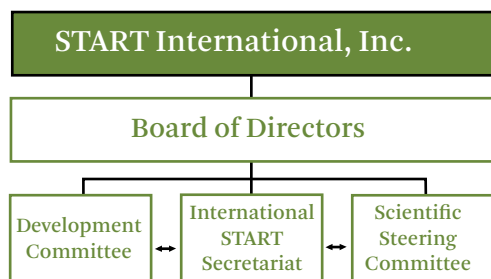 START International, Inc.
Board of Directors
Development
Committee
International
START
Secretariat
Scientific
Steering
Committee